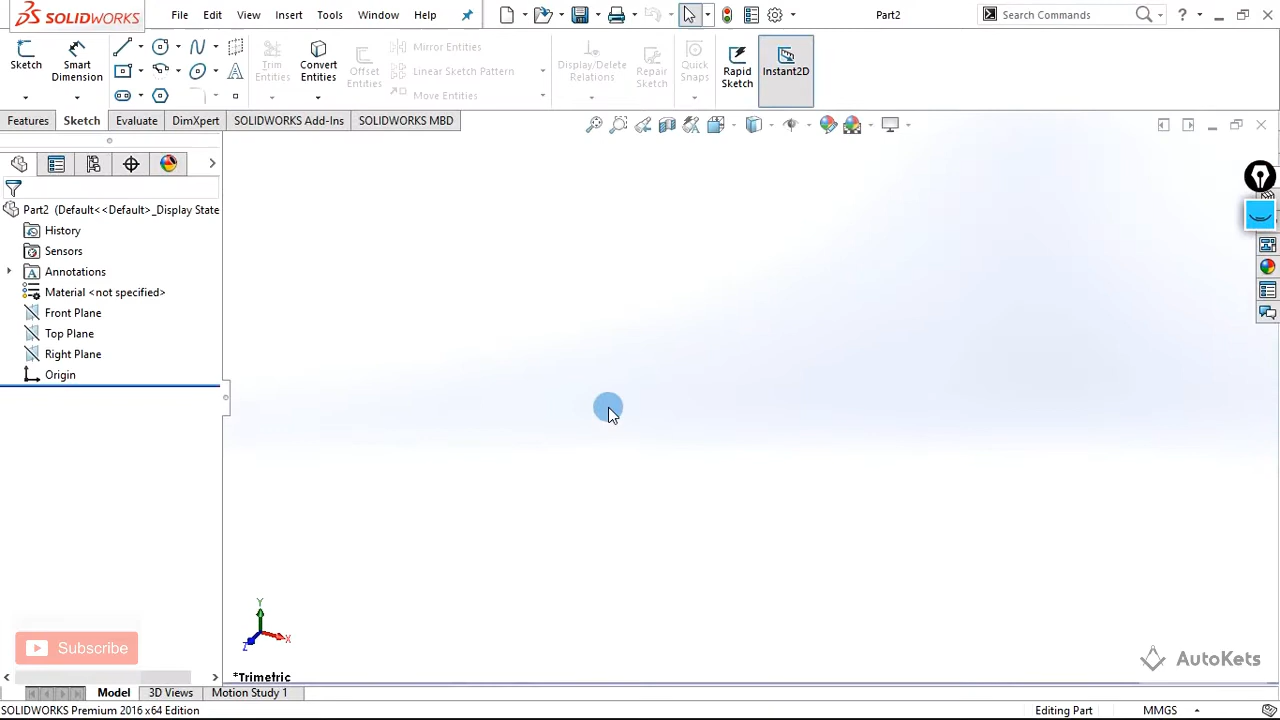 SOLIDWORKS File Edit View Insert Tools Window Help Part2 Search Commands ?
Sketch Smart Dimension Trim Entities Convert Entities Offset Entities Mirror Entities Linear Sketch Pattern Move Entities Display/Delete Relations Repair Sketch Quick Snaps Rapid Sketch Instant2D
Features Sketch Evaluate DimXpert SOLIDWORKS Add-Ins SOLIDWORKS MBD
Part2 (Default<<Default>_Display State
History
Sensors
Annotations
Material <not specified>
Front Plane
Top Plane
Right Plane
Origin
Y
X
Z
Subscribe
AutoKets
*Trimetric
Model 3D Views Motion Study 1
SOLIDWORKS Premium 2016 x64 Edition Editing Part MMGS